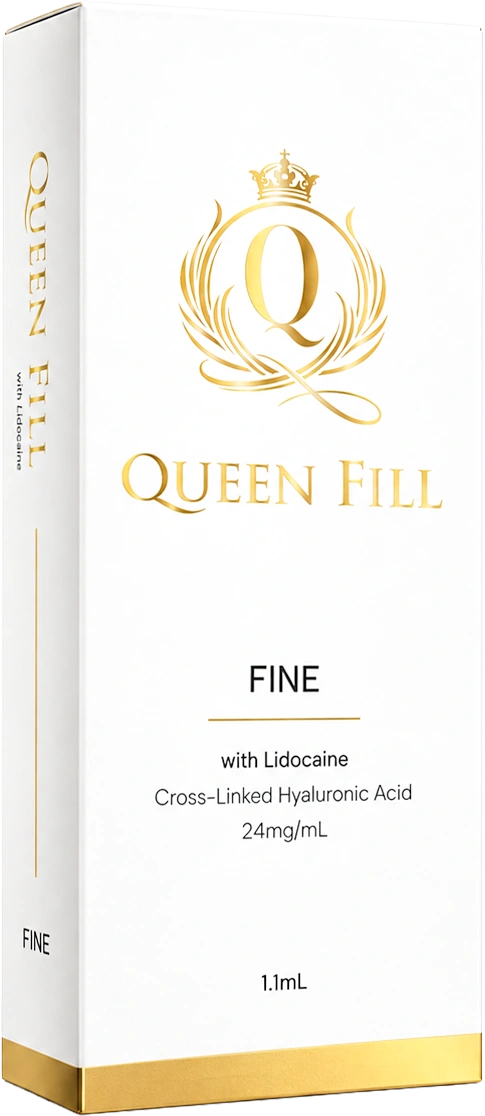 QUEEN FILL
with Lidocaine
FINE
Q
QUEEN FILL
FINE
with Lidocaine
Cross-Linked Hyaluronic Acid
24mg/mL
1.1mL